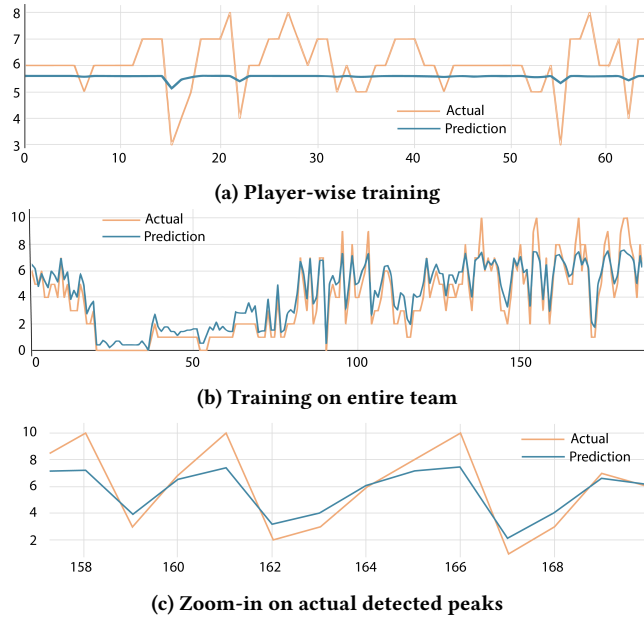 8
7
6
5
4
3
Actual
Prediction
0 10 20 30 40 50 60
(a) Player-wise training
10
8
6
4
2
0
Actual
Prediction
0 50 100 150
(b) Training on entire team
10
8
6
4
2
Actual
Prediction
158 160 162 164 166 168
(c) Zoom-in on actual detected peaks